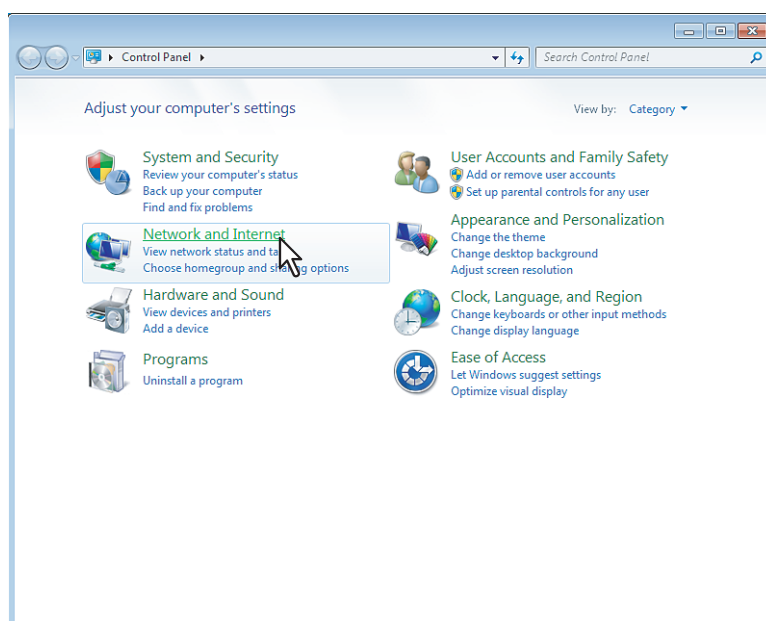 Control Panel
Search Control Panel
Adjust your computer's settings
View by: Category
System and Security
Review your computer's status
Back up your computer
Find and fix problems
Network and Internet
View network status and ta
Choose homegroup and sharing options
Hardware and Sound
View devices and printers
Add a device
Programs
Uninstall a program
User Accounts and Family Safety
Add or remove user accounts
Set up parental controls for any user
Appearance and Personalization
Change the theme
Change desktop background
Adjust screen resolution
Clock, Language, and Region
Change keyboards or other input methods
Change display language
Ease of Access
Let Windows suggest settings
Optimize visual display